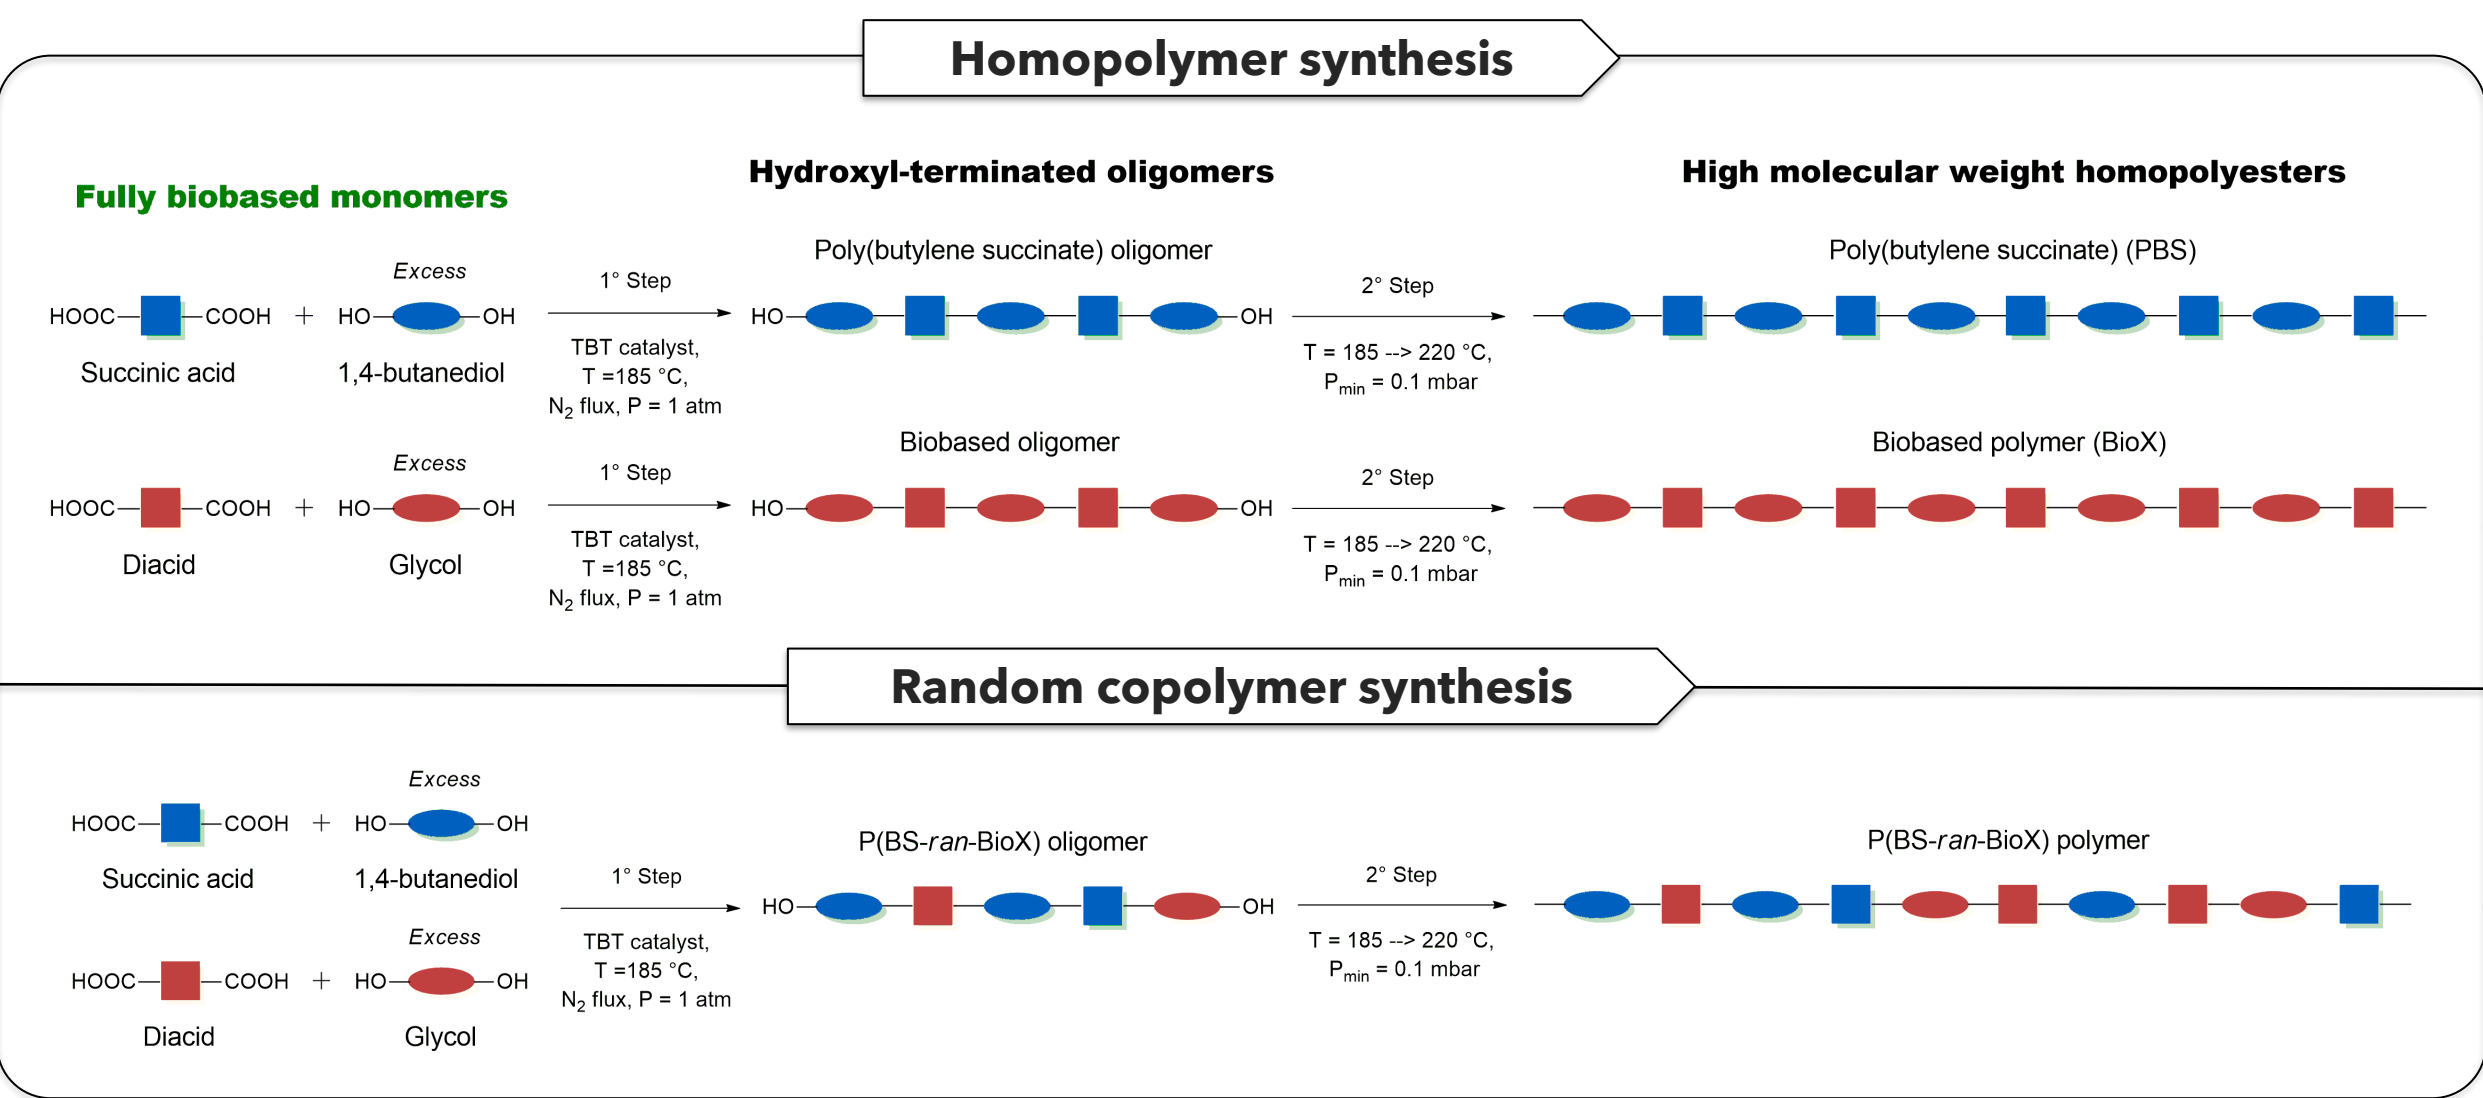 Homopolymer synthesis
Fully biobased monomers
Hydroxyl-terminated oligomers
High molecular weight homopolyesters
HOOC
COOH
+
Excess
HO
OH
Succinic acid
1,4-butanediol
1° Step
TBT catalyst,
T =185 °C,
N2 flux, P = 1 atm
Poly(butylene succinate) oligomer
HO
OH
2° Step
T = 185 --> 220 °C,
Pmin = 0.1 mbar
Poly(butylene succinate) (PBS)
HOOC
COOH
+
Excess
HO
OH
Diacid
Glycol
1° Step
TBT catalyst,
T =185 °C,
N2 flux, P = 1 atm
Biobased oligomer
HO
OH
2° Step
T = 185 --> 220 °C,
Pmin = 0.1 mbar
Biobased polymer (BioX)
Random copolymer synthesis
HOOC
COOH
+
Excess
HO
OH
Succinic acid
1,4-butanediol
HOOC
COOH
+
Excess
HO
OH
Diacid
Glycol
1° Step
TBT catalyst,
T =185 °C,
N2 flux, P = 1 atm
P(BS-ran-BioX) oligomer
HO
OH
2° Step
T = 185 --> 220 °C,
Pmin = 0.1 mbar
P(BS-ran-BioX) polymer